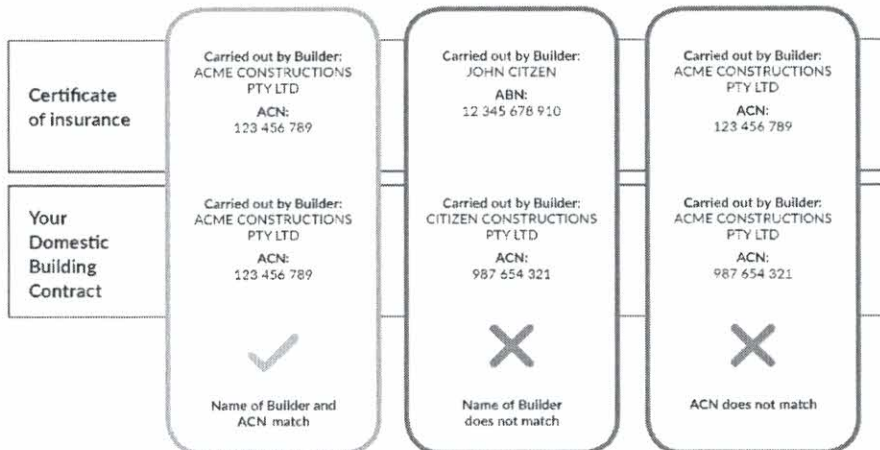 Certificate
of insurance
Carried out by Builder:
ACME CONSTRUCTIONS
PTY LTD
ACN:
123 456 789
Carried out by Builder:
JOHN CITZEN
ABN:
12 345 678 910
Carried out by Builder:
ACME CONSTRUCTIONS
PTY LTD
ACN:
123 456 789
Your
Domestic
Building
Contract
Carried out by Builder:
ACME CONSTRUCTIONS
PTY LTD
ACN:
123 456 789
Carried out by Builder:
CITIZEN CONSTRUCTIONS
PTY LTD
ACN:
987 654 321
Carried out by Builder:
ACME CONSTRUCTIONS
PTY LTD
ACN:
987 654 321
Name of Builder and
ACN match
Name of Builder
does not match
ACN does not match